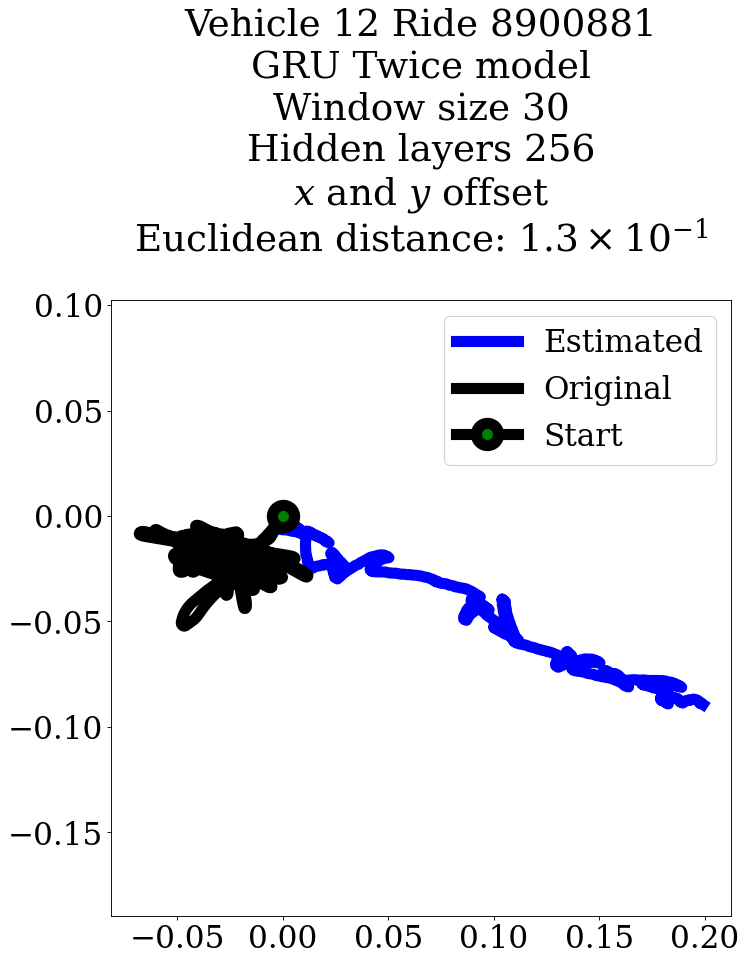 Vehicle 12 Ride 8900881
GRU Twice model
Window size 30
Hidden layers 256
x and y offset
Euclidean distance: 1.3 × 10⁻¹
0.10
0.05
0.00
−0.05
−0.10
−0.15
Estimated
Original
Start
−0.05 0.00 0.05 0.10 0.15 0.20